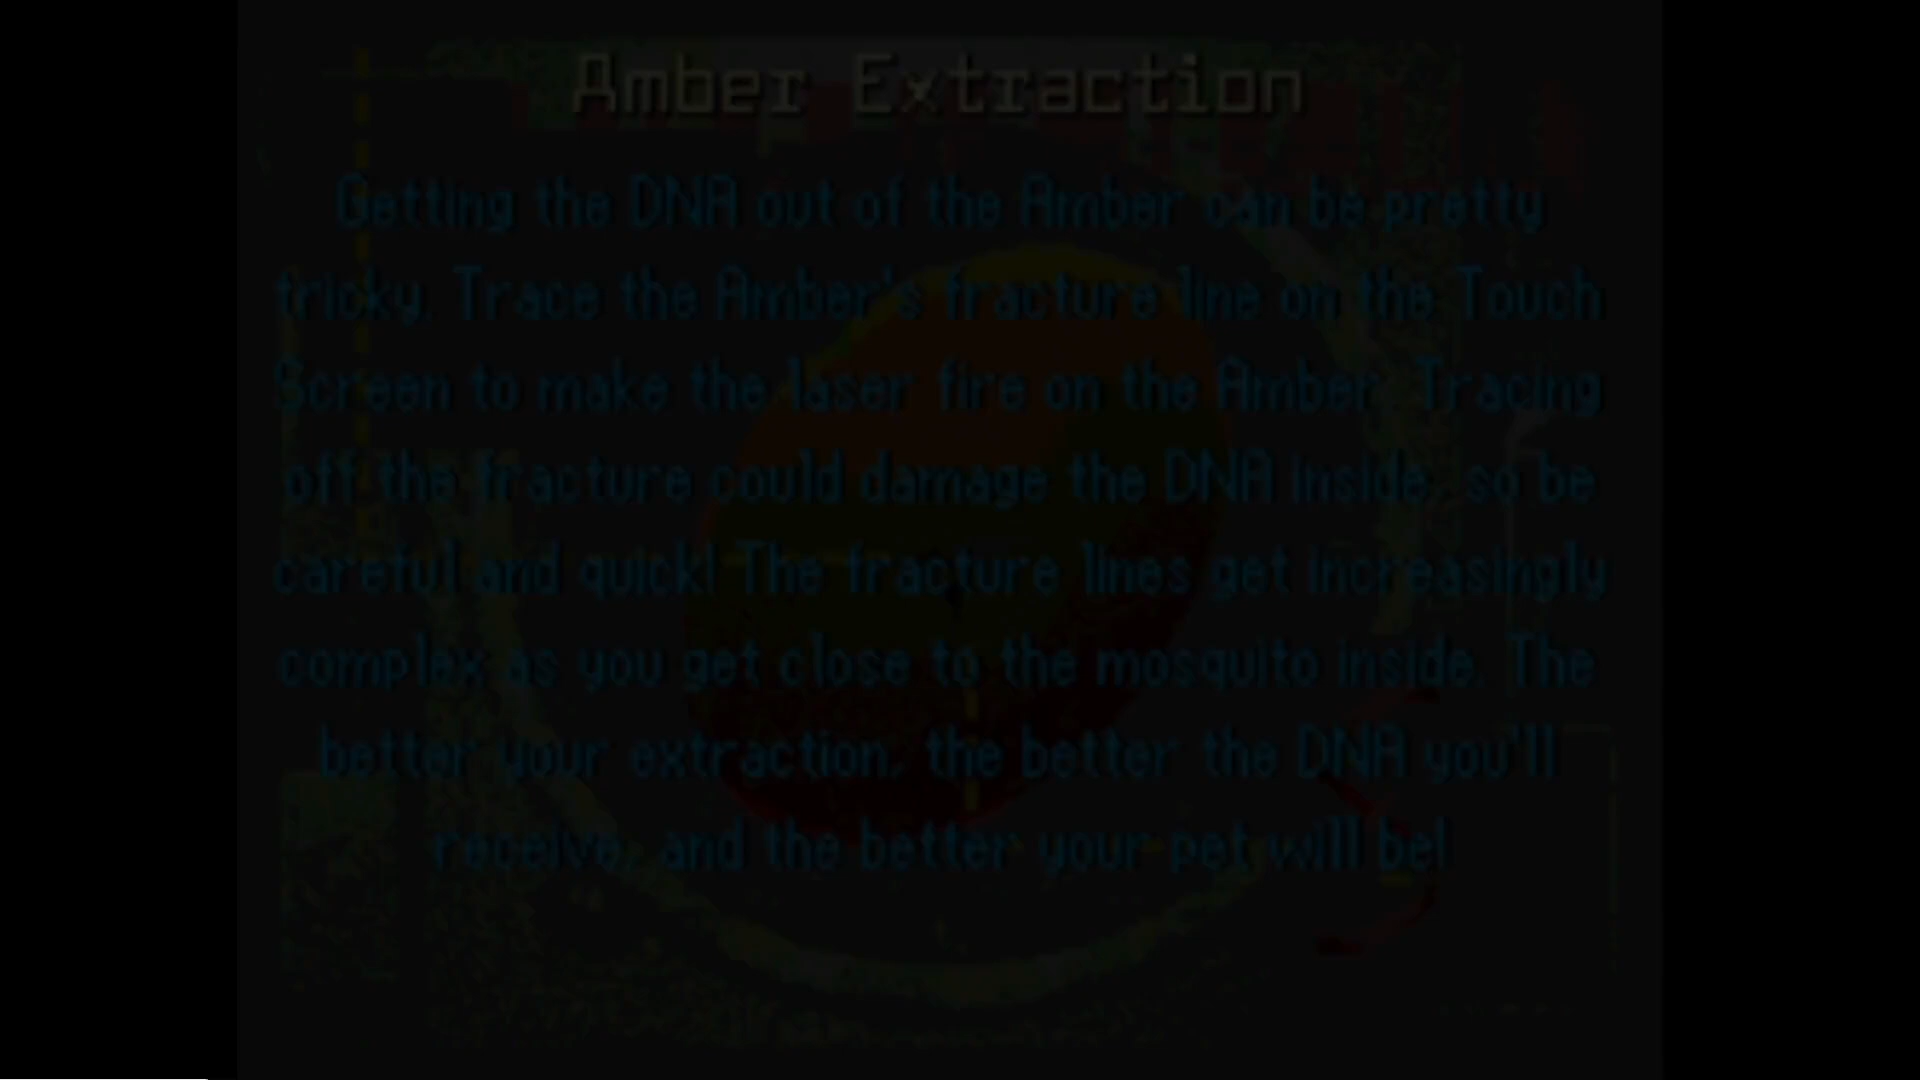 Amber Extraction
Getting the DNA out of the Amber can be pretty
tricky. Trace the Amber's fracture line on the Touch
Screen to make the laser fire on the Amber. Tracing
off the fracture could damage the DNA inside, so be
careful and quick! The fracture lines get increasingly
complex as you get close to the mosquito inside. The
better your extraction, the better the DNA you'll
receive, and the better your pet will be!